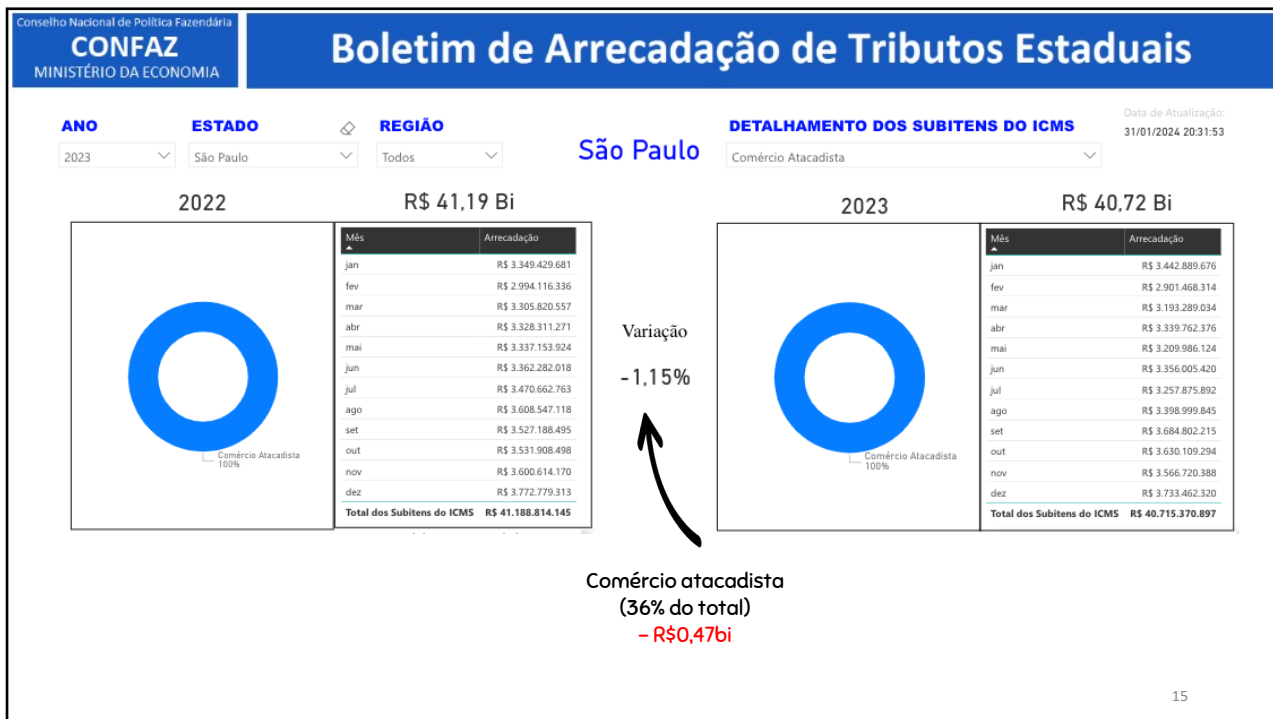 Conselho Nacional de Política Fazendária
CONFAZ
MINISTÉRIO DA ECONOMIA
Boletim de Arrecadação de Tributos Estaduais
ANO
ESTADO
REGIÃO
São Paulo
DETALHAMENTO DOS SUBITENS DO ICMS
Data de Atualização:
31/01/2024 20:31:53
2023
São Paulo
Todos
Comércio Atacadista
2022
R$ 41,19 Bi
Mês Arrecadação
jan R$ 3.349.429.681
fev R$ 2.994.116.336
mar R$ 3.305.820.557
abr R$ 3.328.311.271
mai R$ 3.337.153.924
jun R$ 3.362.282.018
jul R$ 3.470.662.763
ago R$ 3.608.547.118
set R$ 3.527.188.495
out R$ 3.531.908.498
nov R$ 3.600.614.170
dez R$ 3.772.779.313
Total dos Subitens do ICMS R$ 41.188.814.145
Comércio Atacadista
100%
Variação
-1,15%
2023
R$ 40,72 Bi
Mês Arrecadação
jan R$ 3.442.889.676
fev R$ 2.901.468.314
mar R$ 3.193.289.034
abr R$ 3.339.762.376
mai R$ 3.209.986.124
jun R$ 3.356.005.420
jul R$ 3.257.875.892
ago R$ 3.398.999.845
set R$ 3.684.802.215
out R$ 3.630.109.294
nov R$ 3.566.720.388
dez R$ 3.733.462.320
Total dos Subitens do ICMS R$ 40.715.370.897
Comércio Atacadista
100%
Comércio atacadista
(36% do total)
- R$0,47bi
15